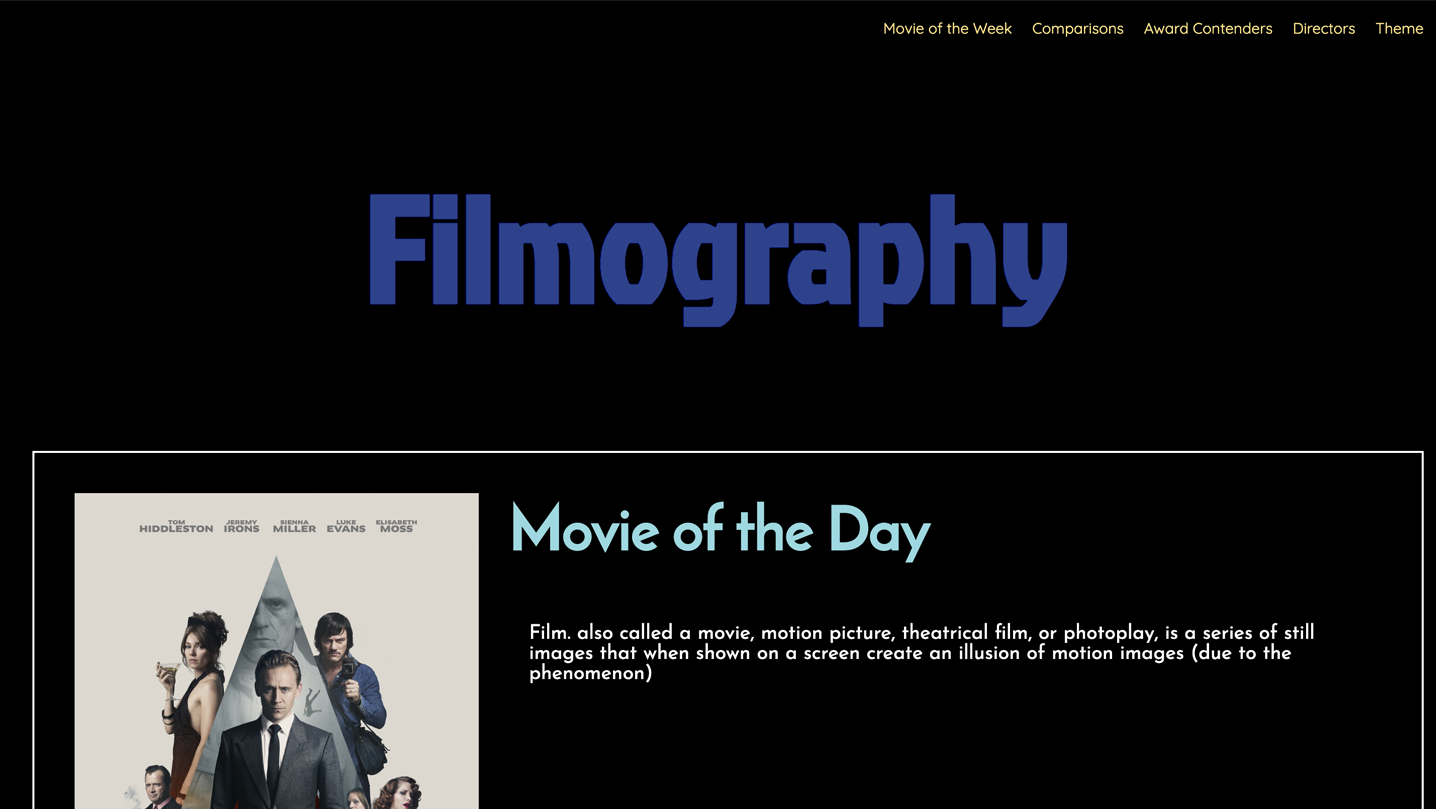 Movie of the Week Comparisons Award Contenders Directors Theme
Filmography
TOM HIDDLESTON JEREMY IRONS SIENNA MILLER LUKE EVANS ELISABETH MOSS
Movie of the Day
Film. also called a movie, motion picture, theatrical film, or photoplay, is a series of still
images that when shown on a screen create an illusion of motion images (due to the
phenomenon)